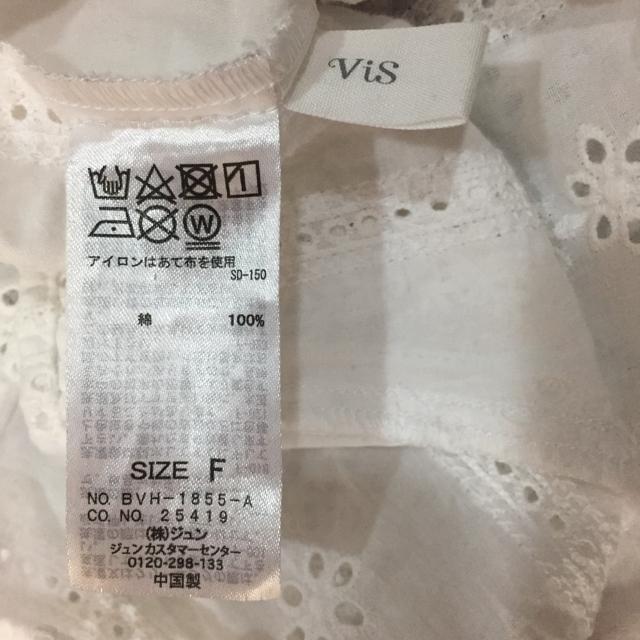 ViS
W
アイロンはあて布を使用
SD-150
綿 100%
SIZE F
NO. BVH-1855-A
CO. NO. 25419
(株)ジュン
ジュンカスタマーセンター
0120-298-133
中国製